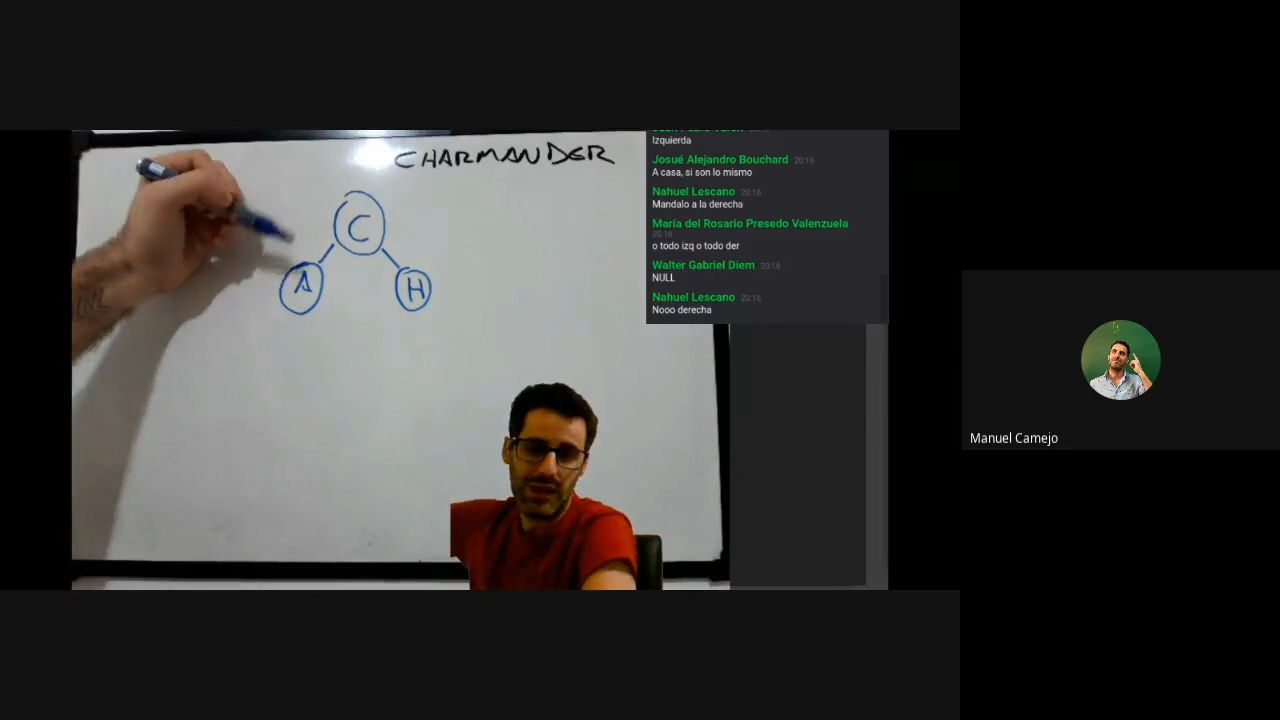 CHARMANDER
C
A
H
Izquierda
Josué Alejandro Bouchard 20:16
A casa, si son lo mismo
Nahuel Lescano 20:16
Mandalo a la derecha
María del Rosario Presedo Valenzuela
20:16
o todo izq o todo der
Walter Gabriel Diem 20:16
NULL
Nahuel Lescano 20:16
Nooo derecha
Manuel Camejo